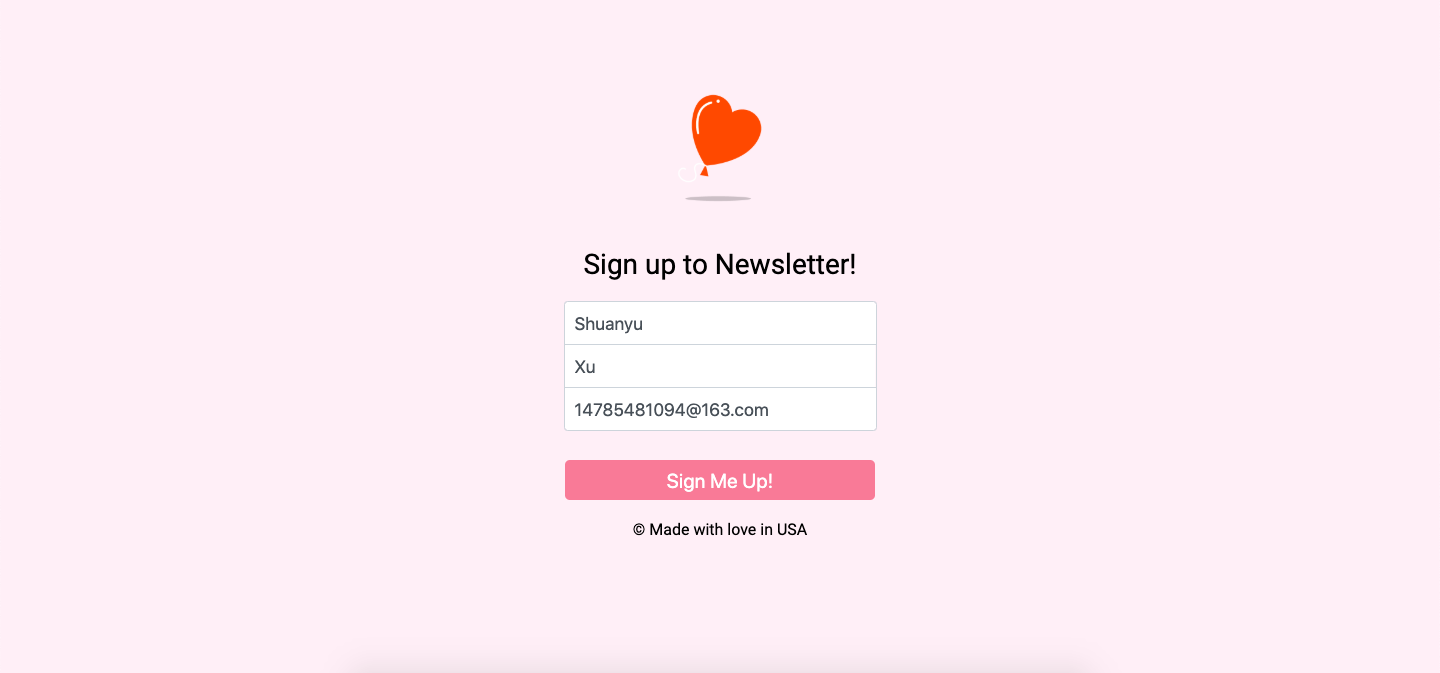 Sign up to Newsletter!
Shuanyu
Xu
14785481094@163.com
Sign Me Up!
© Made with love in USA